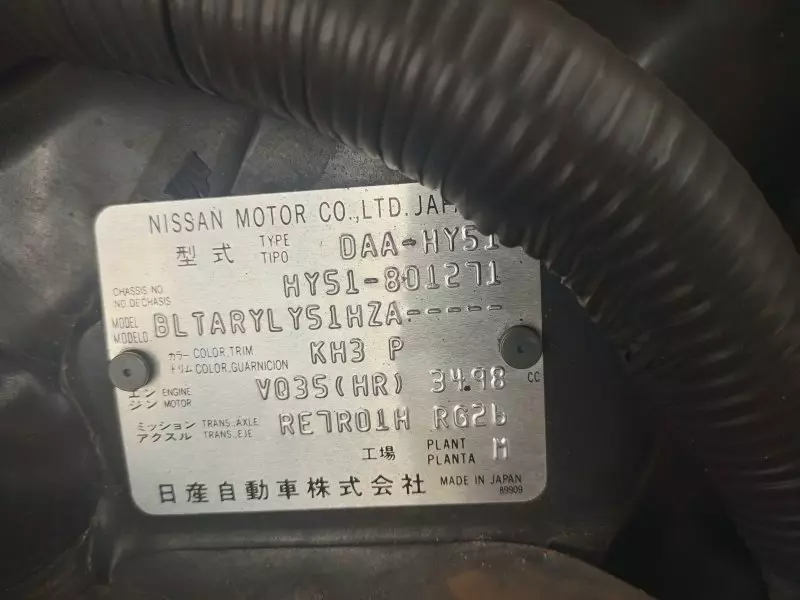 NISSAN MOTOR CO.,LTD. JAPA
型式 TYPE TIPO DAA-HY51
CHASSIS NO NO.DE CHASIS HY51-801271
MODEL MODELO. BLTARYLY51HZA-----
カラー COLOR,TRIM トリム COLOR,GUARNICION KH3 P
エンジン ENGINE MOTOR VQ35(HR) 3498 CC
ミッション TRANS.,AXLE アクスル TRANS.,EJE RE7R01H RG26
工場 PLANT PLANTA M
日産自動車株式会社 MADE IN JAPAN
89909